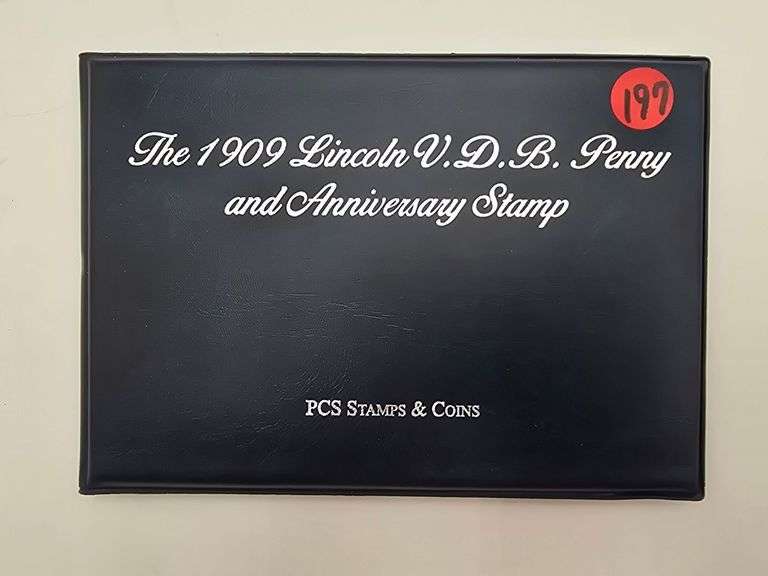 197
The 1909 Lincoln V.D.B. Penny
and Anniversary Stamp
PCS STAMPS & COINS